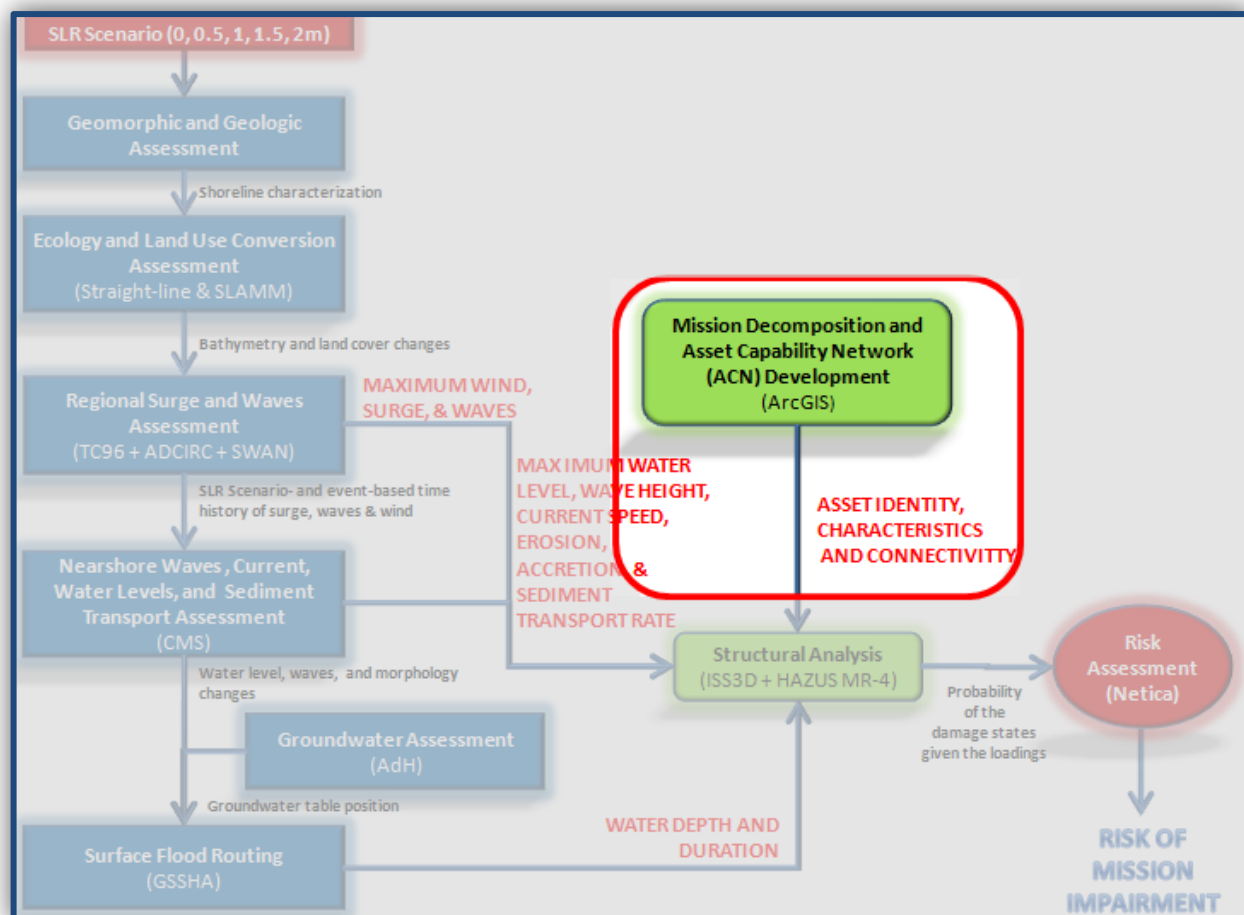 SLR Scenario (0, 0.5, 1, 1.5, 2m)
Geomorphic and Geologic
Assessment
Shoreline characterization
Ecology and Land Use Conversion
Assessment
(Straight-line & SLAMM)
Bathymetry and land cover changes
Regional Surge and Waves
Assessment
(TC96 + ADCIRC + SWAN)
MAXIMUM WIND,
SURGE, & WAVES
SLR Scenario- and event-based time
history of surge, waves & wind
Nearshore Waves , Current,
Water Levels, and Sediment
Transport Assessment
(CMS)
MAXIMUM WATER
LEVEL, WAVE HEIGHT,
CURRENT SPEED,
EROSION,
ACCRETION, &
SEDIMENT
TRANSPORT RATE
Mission Decomposition and
Asset Capability Network
(ACN) Development
(ArcGIS)
ASSET IDENTITY,
CHARACTERISTICS
AND CONNECTIVITTY
Water level, waves, and morphology
changes
Groundwater Assessment
(AdH)
Groundwater table position
Surface Flood Routing
(GSSHA)
WATER DEPTH AND
DURATION
Structural Analysis
(ISS3D + HAZUS MR-4)
Probability
of the
damage states
given the loadings
Risk
Assessment
(Netica)
RISK OF
MISSION
IMPAIRMENT